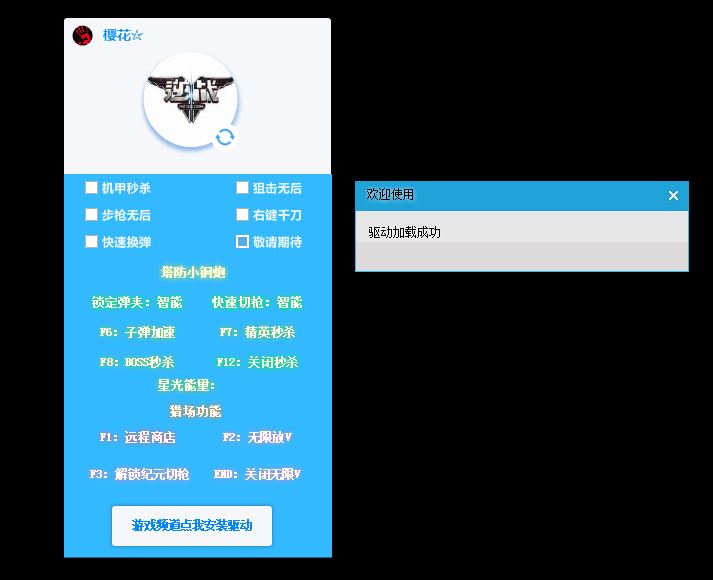 樱花☆
逆战
机甲秒杀 狙击无后
步枪无后 右键千刀
快速换弹 敬请期待
塔防小钢炮
锁定弹夹：智能 快速切枪：智能
F6：子弹加速 F7：精英秒杀
F8：BOSS秒杀 F12：关闭秒杀
星光能里：
猎场功能
F1：远程商店 F2：无限放V
F3：解锁纪元切枪 END：关闭无限V
游戏频道点我安装驱动
欢迎使用
驱动加载成功